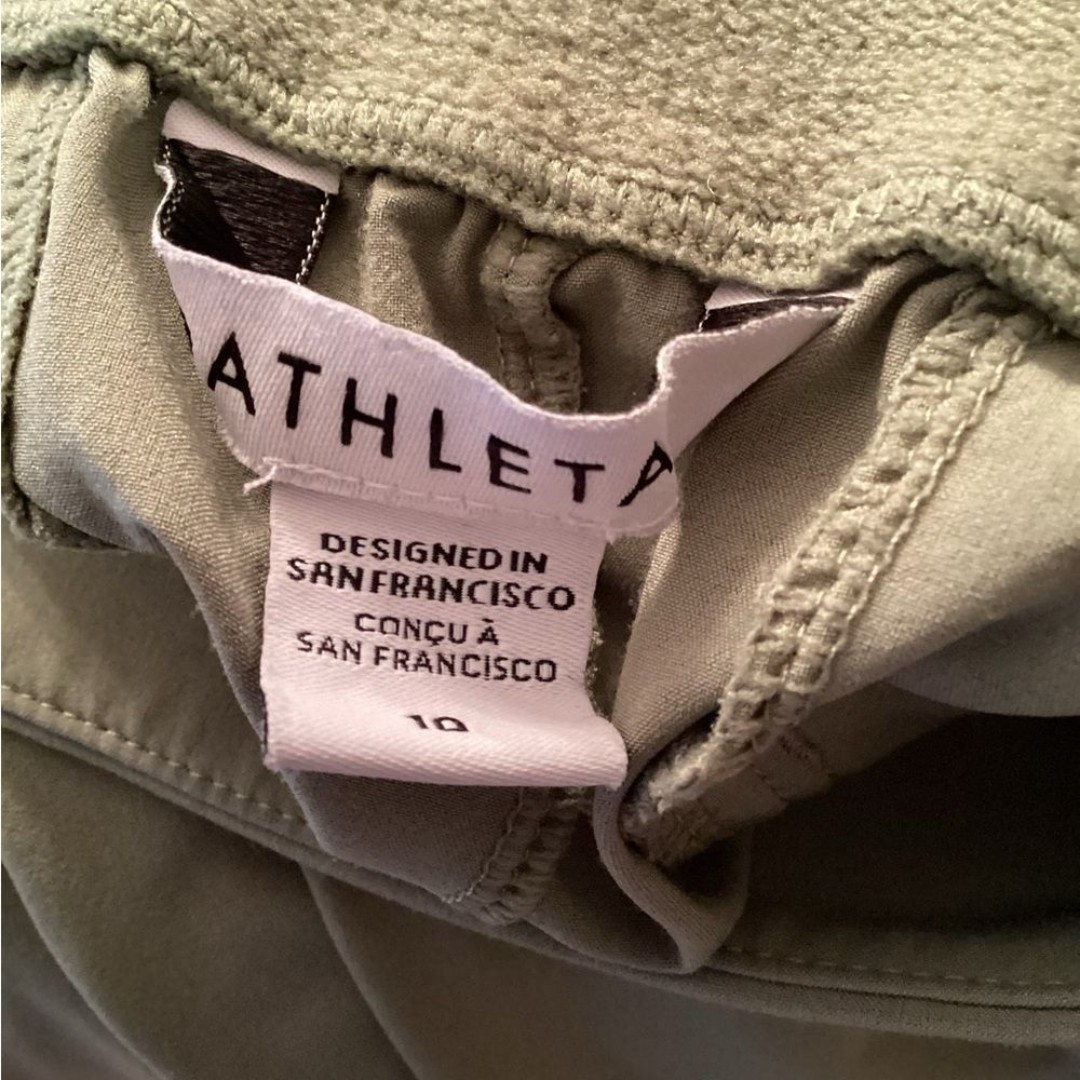 ATHLETA
DESIGNED IN
SAN FRANCISCO
CONÇU À
SAN FRANCISCO
10